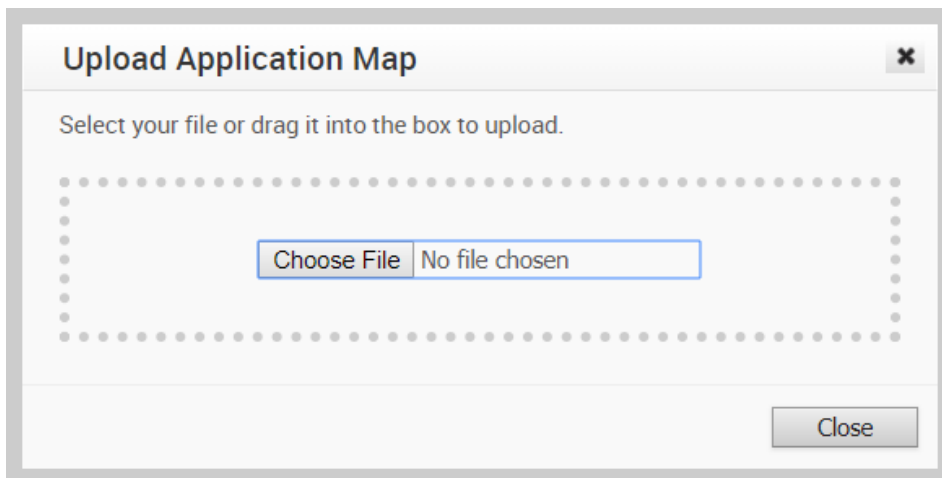 Upload Application Map
Select your file or drag it into the box to upload.
Choose File No file chosen
Close